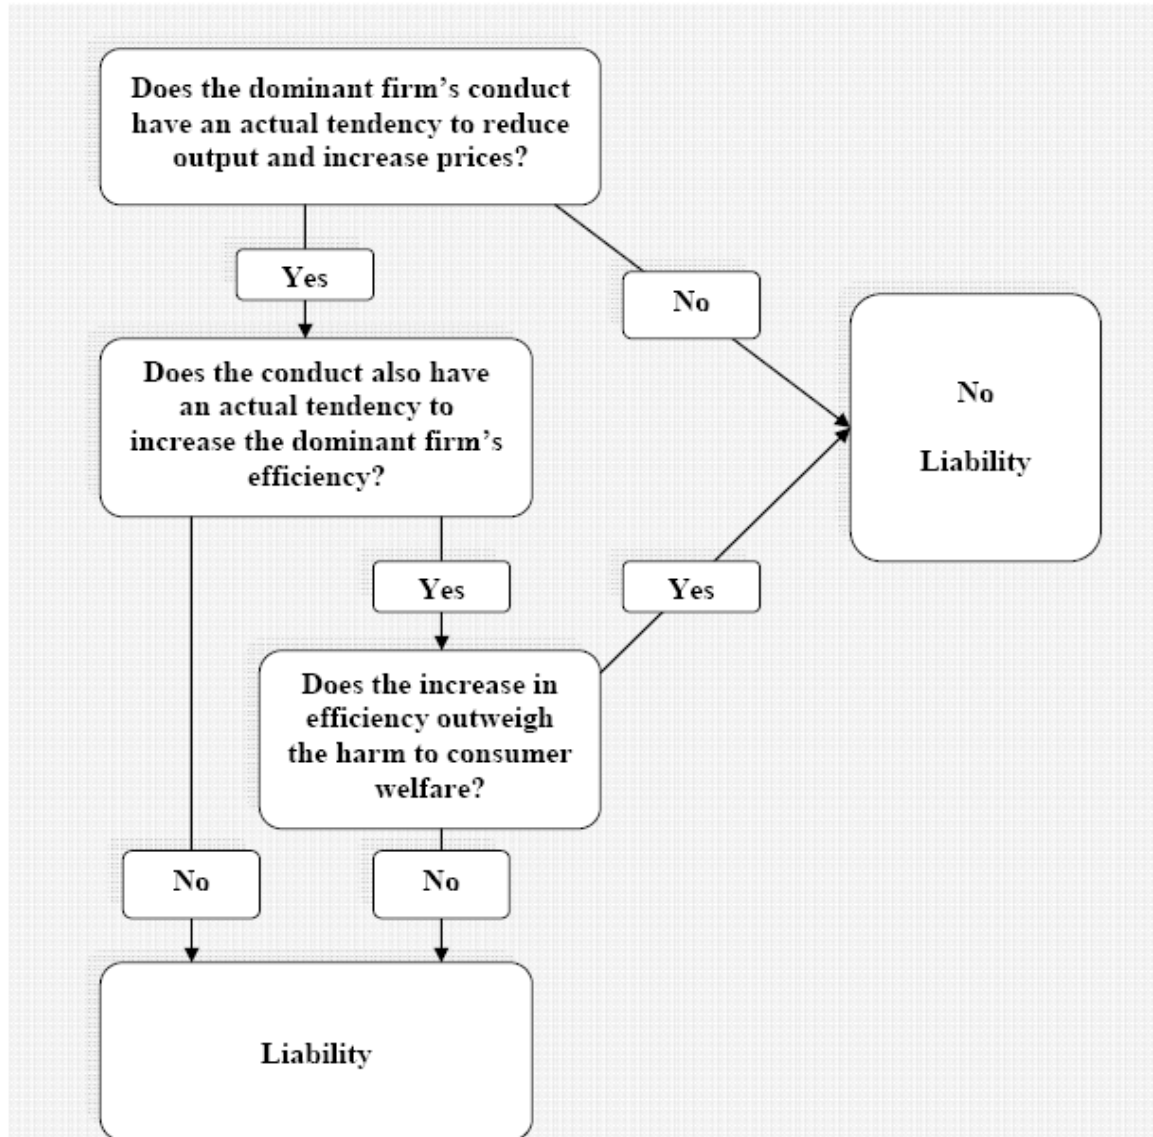 Does the dominant firm’s conduct
have an actual tendency to reduce
output and increase prices?
Yes
No
Does the conduct also have
an actual tendency to
increase the dominant firm’s
efficiency?
No
Liability
Yes
Yes
Does the increase in
efficiency outweigh
the harm to consumer
welfare?
No
No
Liability